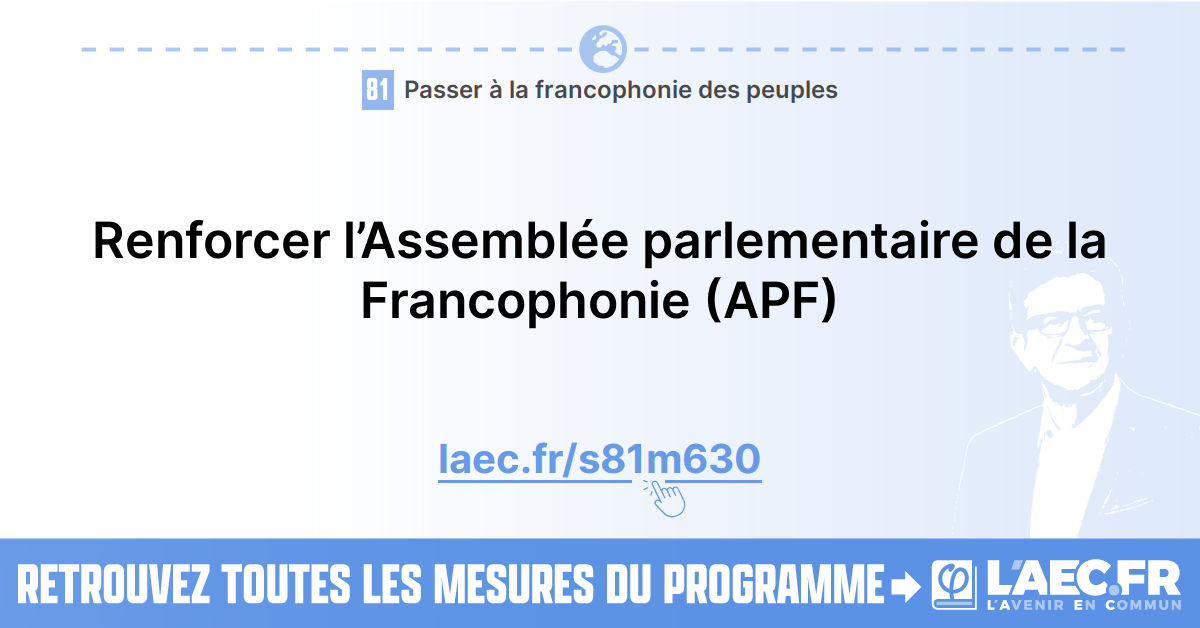 81 Passer à la francophonie des peuples
Renforcer l’Assemblée parlementaire de la
Francophonie (APF)
laec.fr/s81m630
RETROUVEZ TOUTES LES MESURES DU PROGRAMME
L'AEC.FR
L'AVENIR EN COMMUN